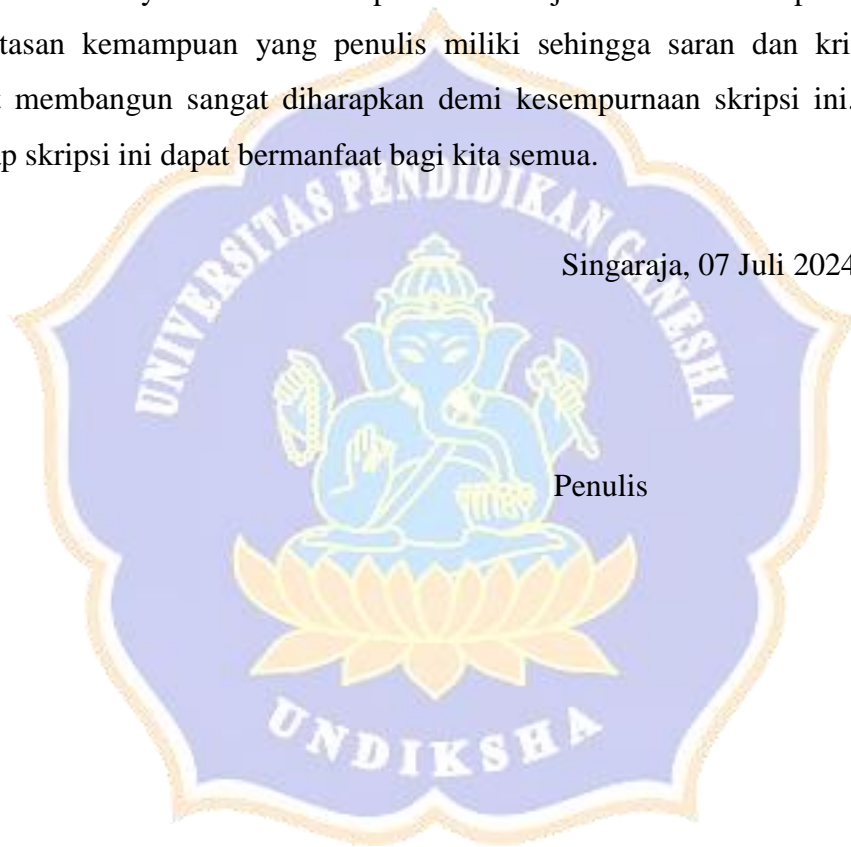 tasan kemampuan yang penulis miliki sehingga saran dan kri
membangun sangat diharapkan demi kesempurnaan skripsi ini.
p skripsi ini dapat bermanfaat bagi kita semua.
UNIVERSITAS PENDIDIKAN GANESHA
Singaraja, 07 Juli 2024
Penulis
UNDIKSHA